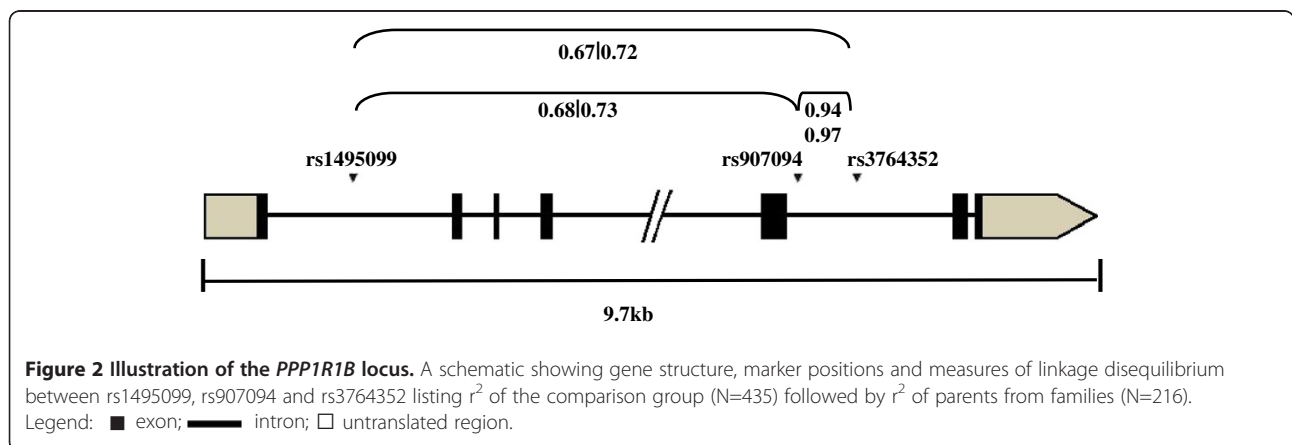 0.67|0.72
0.68|0.73
0.94
0.97
rs1495099
rs907094
rs3764352
9.7kb
Figure 2 Illustration of the PPP1R1B locus. A schematic showing gene structure, marker positions and measures of linkage disequilibrium
between rs1495099, rs907094 and rs3764352 listing r² of the comparison group (N=435) followed by r² of parents from families (N=216).
Legend: ■ exon; ▬ intron; □ untranslated region.